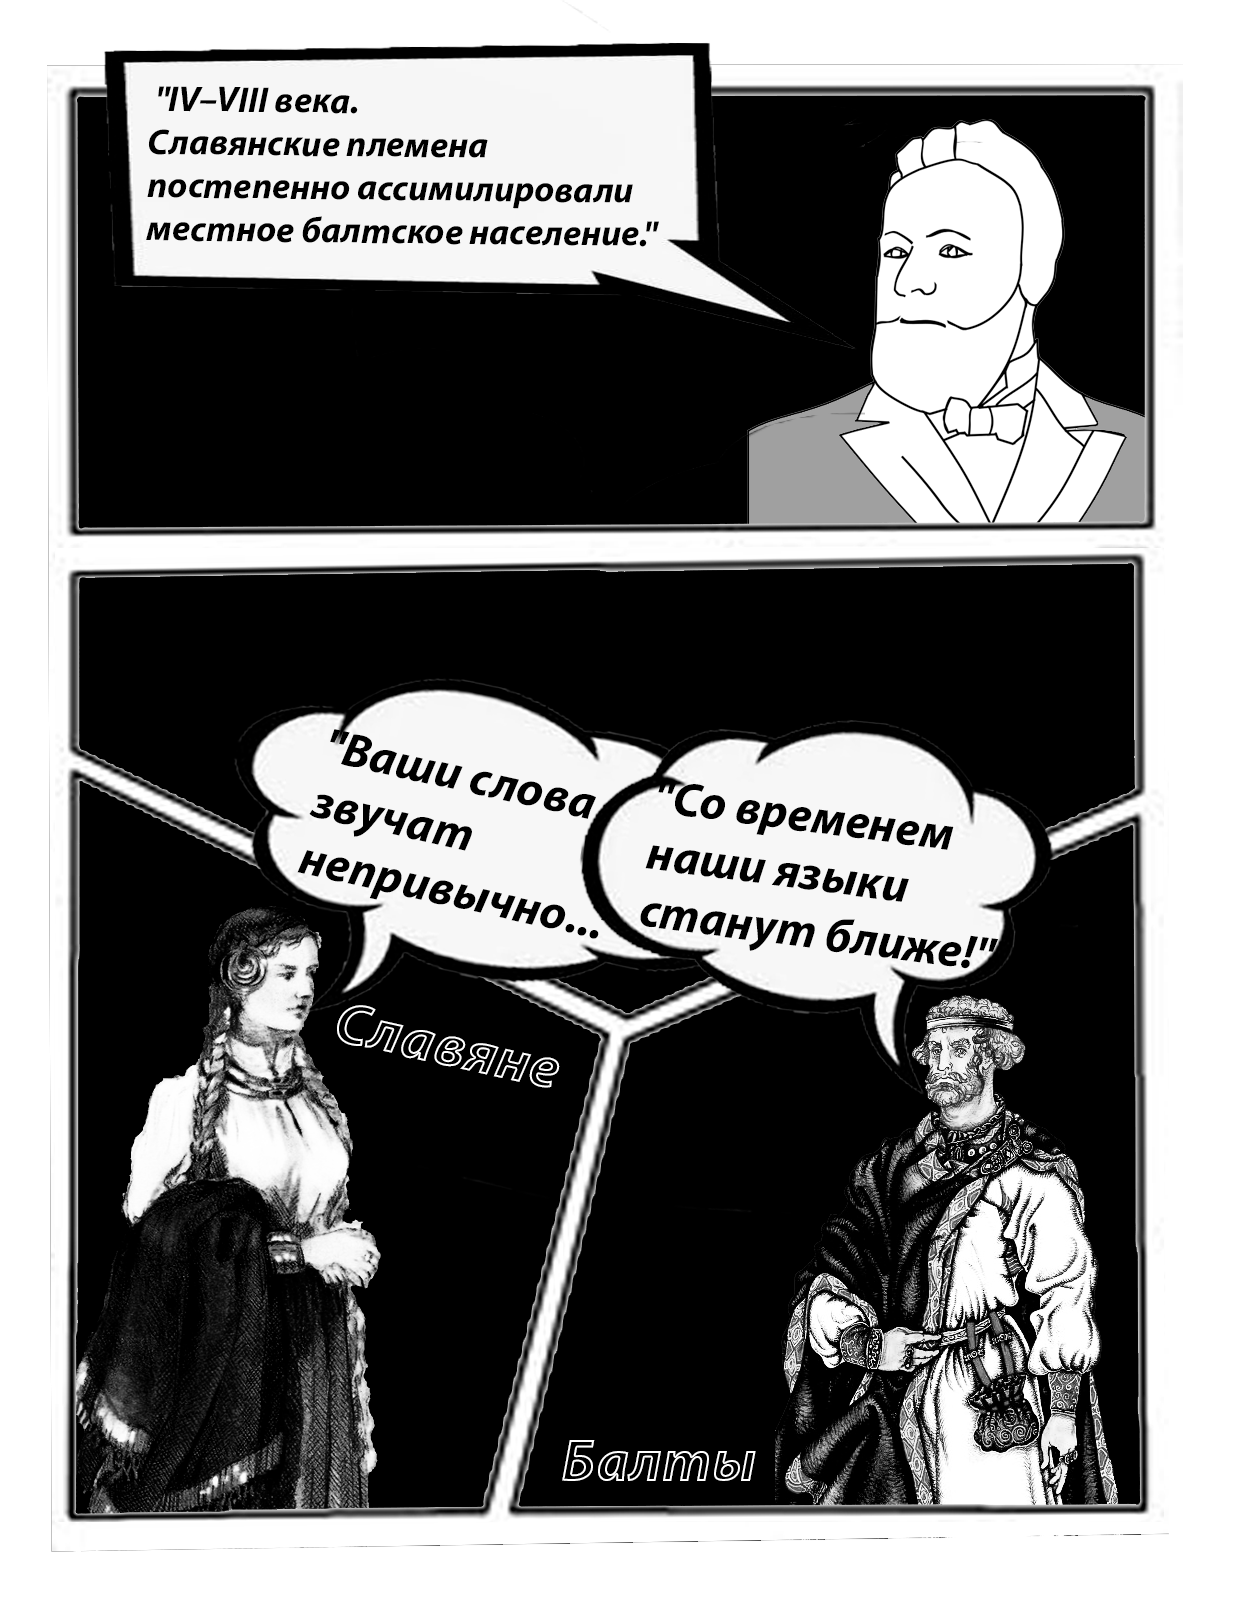 "IV–VIII века.
Славянские племена
постепенно ассимилировали
местное балтское население."
"Ваши слова
звучат
непривычно...
"Со временем
наши языки
станут ближе!"
Славяне
Балты